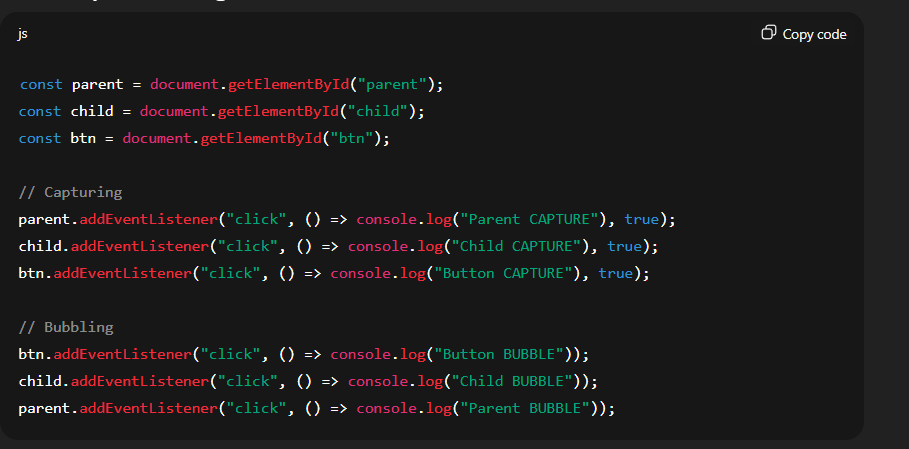 js
Copy code
const parent = document.getElementById("parent");
const child = document.getElementById("child");
const btn = document.getElementById("btn");
// Capturing
parent.addEventListener("click", () => console.log("Parent CAPTURE"), true);
child.addEventListener("click", () => console.log("Child CAPTURE"), true);
btn.addEventListener("click", () => console.log("Button CAPTURE"), true);
// Bubbling
btn.addEventListener("click", () => console.log("Button BUBBLE"));
child.addEventListener("click", () => console.log("Child BUBBLE"));
parent.addEventListener("click", () => console.log("Parent BUBBLE"));